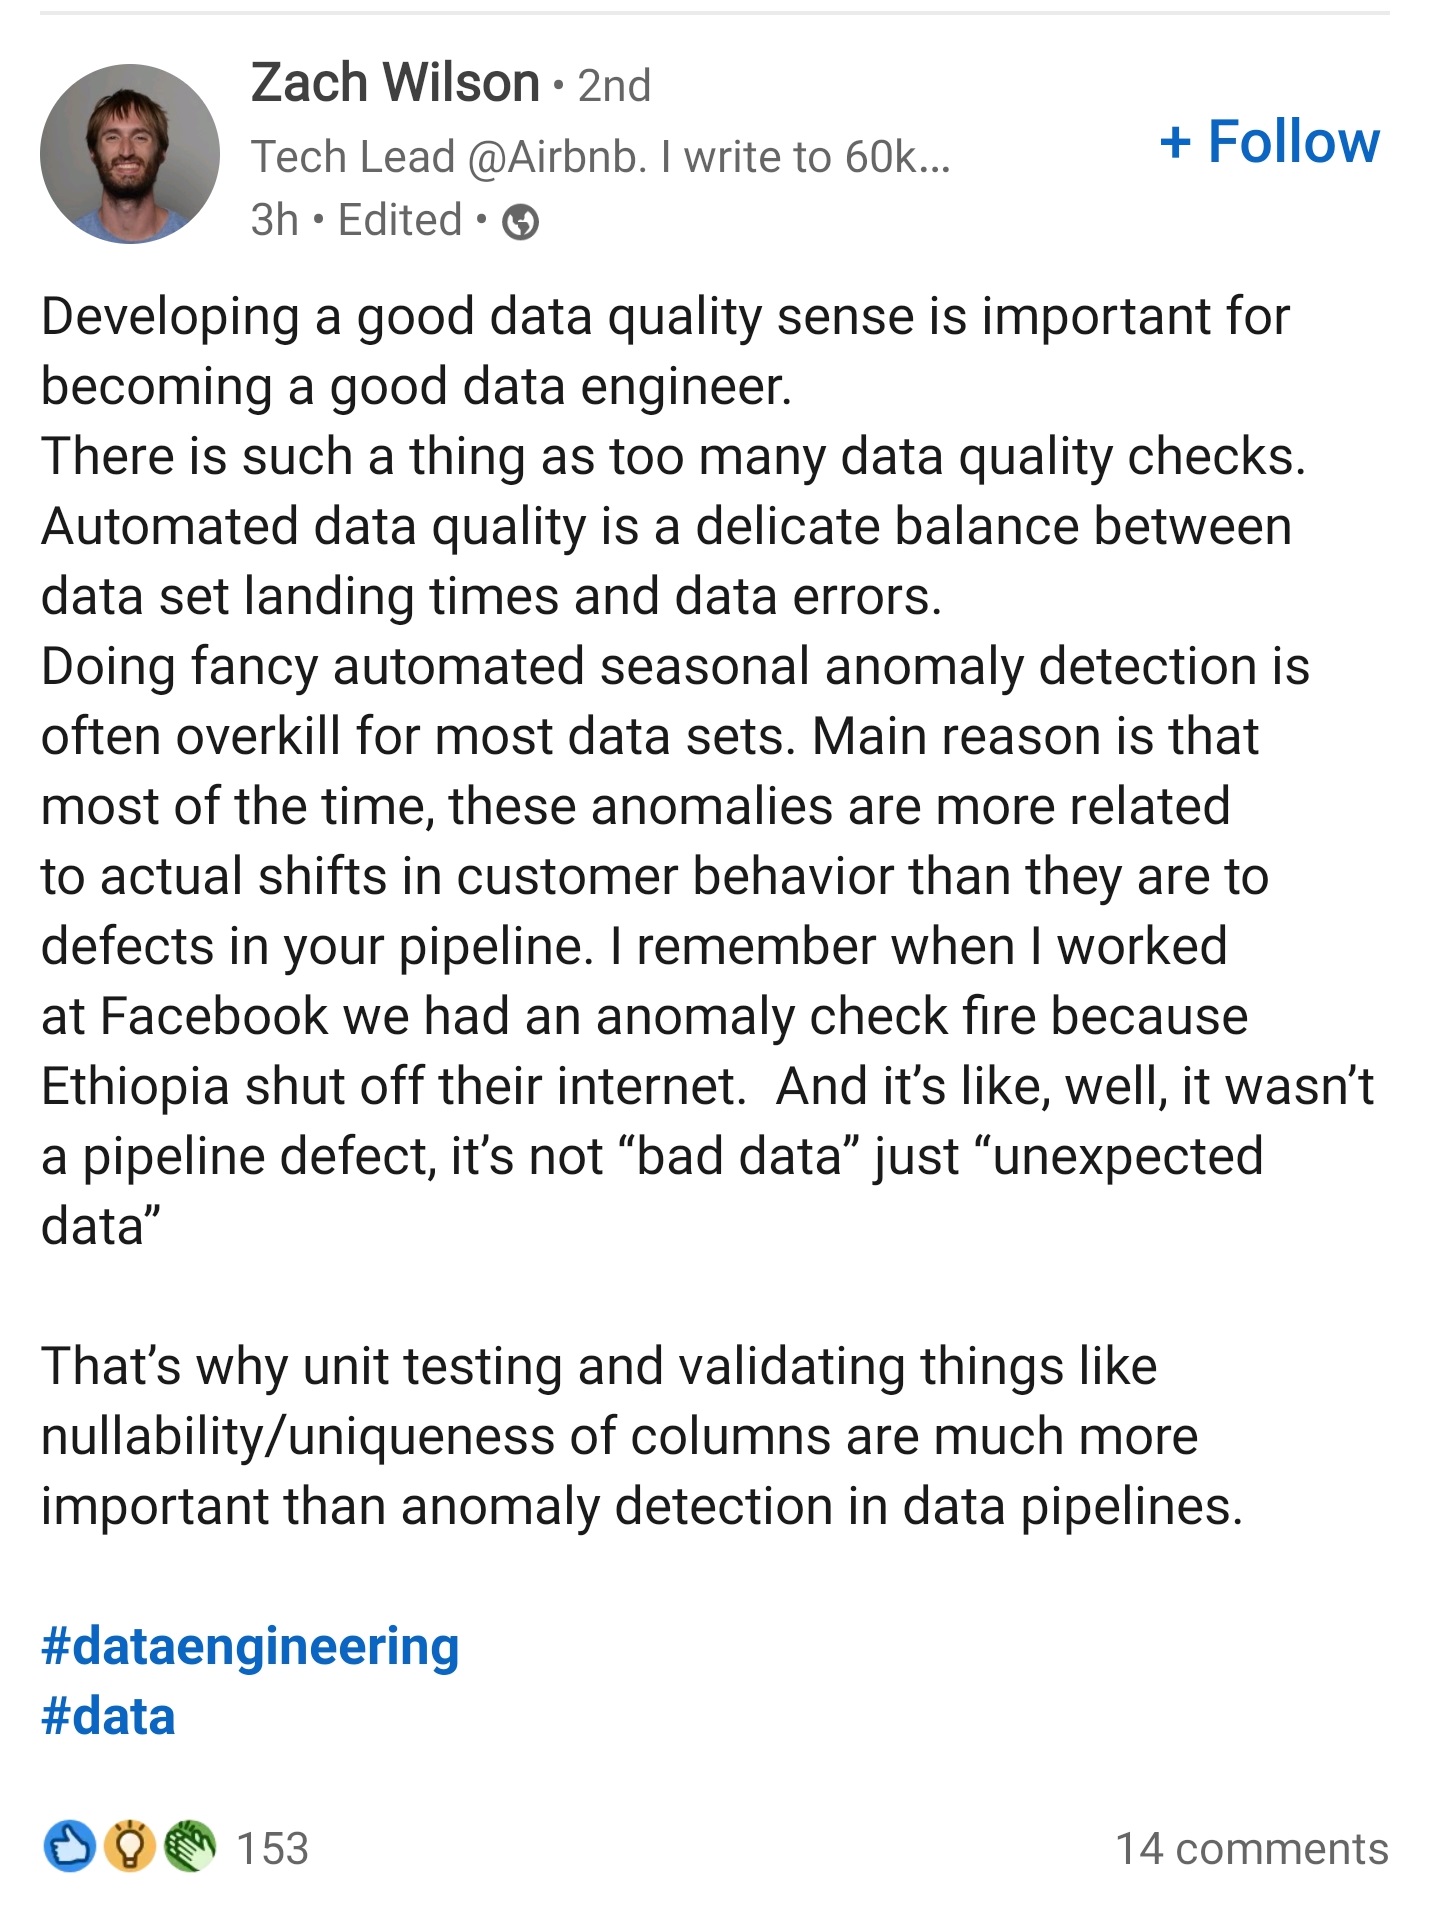 Zach Wilson • 2nd
Tech Lead @Airbnb. I write to 60k...
3h • Edited •
+ Follow
Developing a good data quality sense is important for
becoming a good data engineer.
There is such a thing as too many data quality checks.
Automated data quality is a delicate balance between
data set landing times and data errors.
Doing fancy automated seasonal anomaly detection is
often overkill for most data sets. Main reason is that
most of the time, these anomalies are more related
to actual shifts in customer behavior than they are to
defects in your pipeline. I remember when I worked
at Facebook we had an anomaly check fire because
Ethiopia shut off their internet.  And it’s like, well, it wasn’t
a pipeline defect, it’s not “bad data” just “unexpected
data”
That’s why unit testing and validating things like
nullability/uniqueness of columns are much more
important than anomaly detection in data pipelines.
#dataengineering
#data
153
14 comments